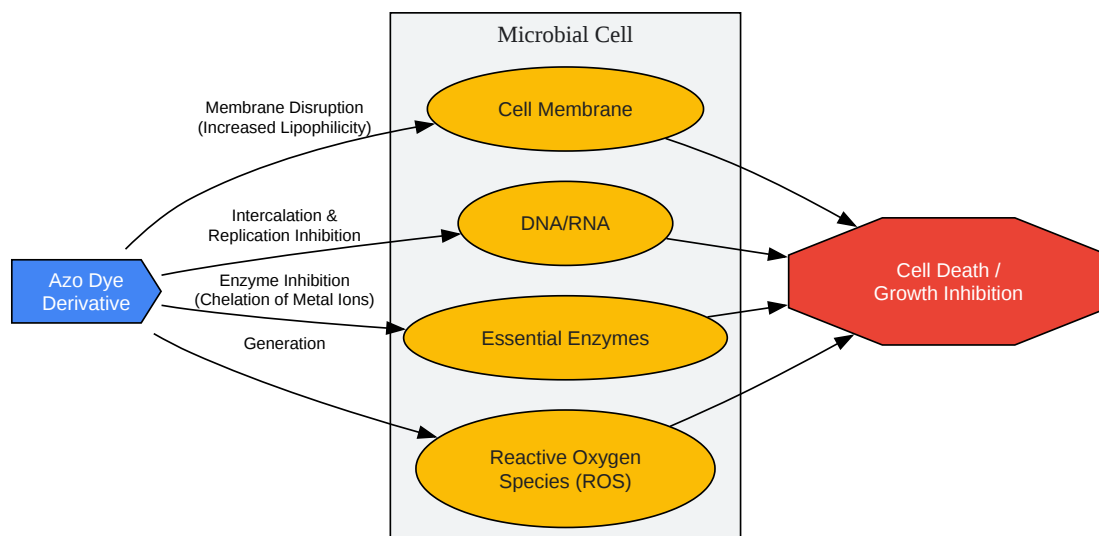 Microbial Cell
Membrane Disruption
(Increased Lipophilicity)
Cell Membrane
Intercalation &
Replication Inhibition
DNA/RNA
Azo Dye
Derivative
Enzyme Inhibition
(Chelation of Metal Ions)
Essential Enzymes
Cell Death /
Growth Inhibition
Generation
Reactive Oxygen
Species (ROS)